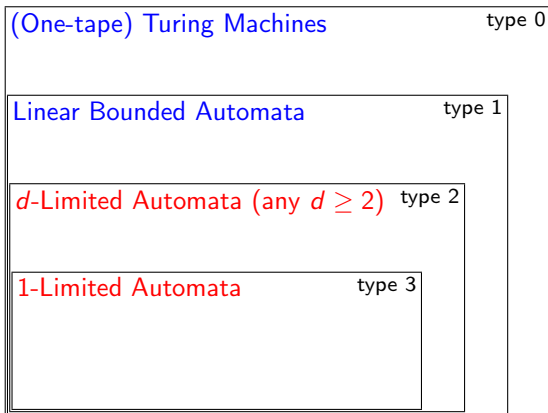 (One-tape) Turing Machines type 0
Linear Bounded Automata type 1
d-Limited Automata (any d ≥ 2) type 2
1-Limited Automata type 3